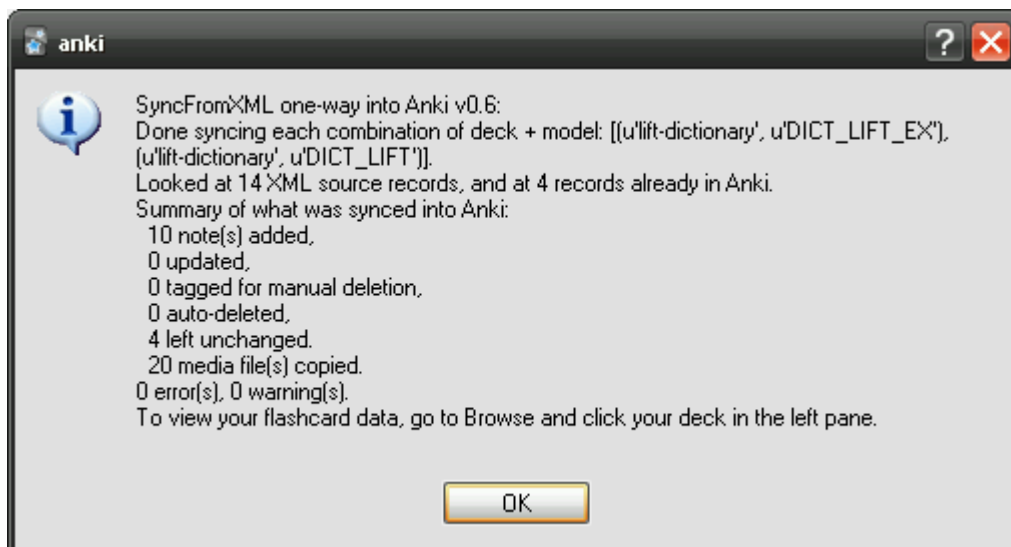 anki
SyncFromXML one-way into Anki v0.6:
Done syncing each combination of deck + model: [(u'lift-dictionary', u'DICT_LIFT_EX'),
(u'lift-dictionary', u'DICT_LIFT')].
Looked at 14 XML source records, and at 4 records already in Anki.
Summary of what was synced into Anki:
10 note(s) added,
0 updated,
0 tagged for manual deletion,
0 auto-deleted,
4 left unchanged.
20 media file(s) copied.
0 error(s), 0 warning(s).
To view your flashcard data, go to Browse and click your deck in the left pane.
OK